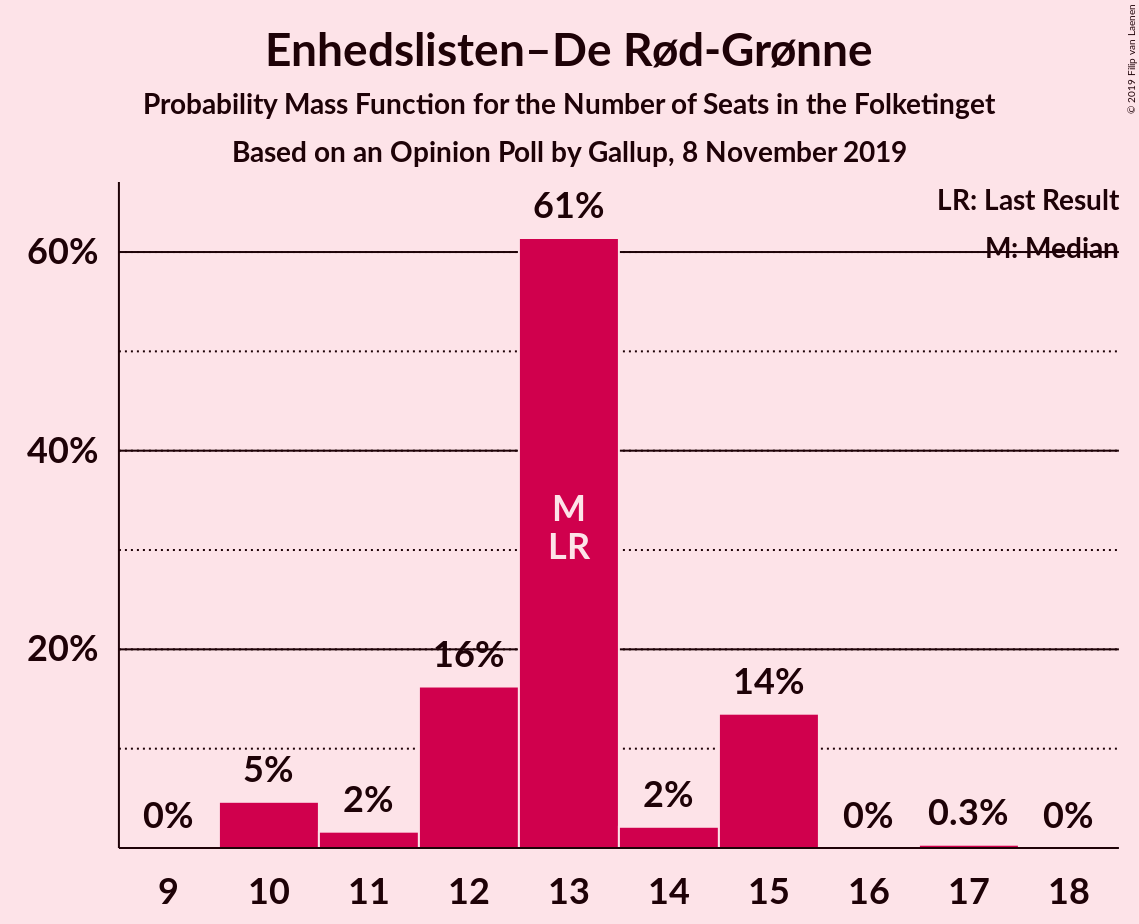 Enhedslisten–De Rød-Grønne
Probability Mass Function for the Number of Seats in the Folketinget
Based on an Opinion Poll by Gallup, 8 November 2019
© 2019 Filip van Laenen
LR: Last Result
M: Median
60%
40%
20%
0%
5%
2%
16%
61%
M
LR
2%
14%
0%
0.3%
0%
9 10 11 12 13 14 15 16 17 18